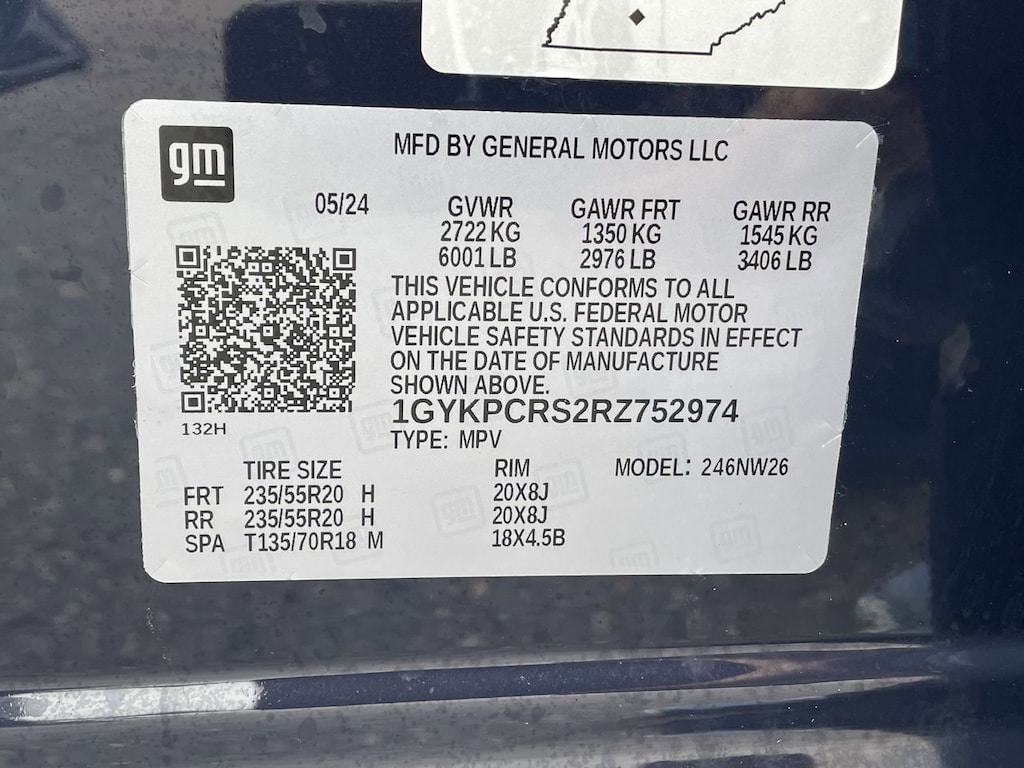 gm
MFD BY GENERAL MOTORS LLC
05/24 GVWR GAWR FRT GAWR RR
2722 KG 1350 KG 1545 KG
6001 LB 2976 LB 3406 LB
THIS VEHICLE CONFORMS TO ALL
APPLICABLE U.S. FEDERAL MOTOR
VEHICLE SAFETY STANDARDS IN EFFECT
ON THE DATE OF MANUFACTURE
SHOWN ABOVE.
1GYKPCRS2RZ752974
132H
TYPE: MPV
TIRE SIZE RIM MODEL: 246NW26
FRT 235/55R20 H 20X8J
RR 235/55R20 H 20X8J
SPA T135/70R18 M 18X4.5B